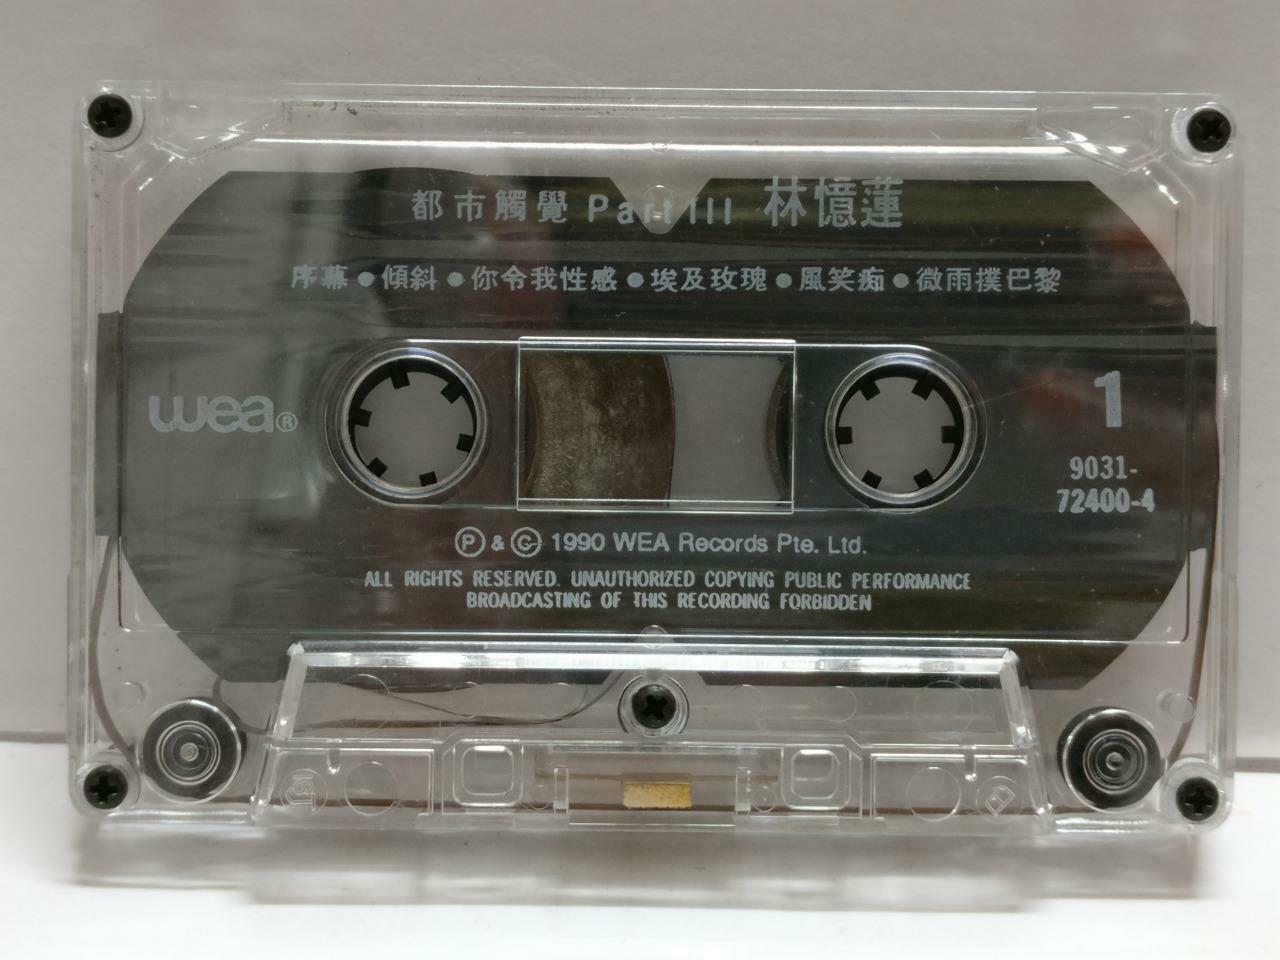 都市觸覺 Part III 林憶蓮
序幕●傾斜●你令我性感●埃及玫瑰●風笑痴●微雨撲巴黎
wea®
1
9031-
72400-4
Ⓟ & © 1990 WEA Records Pte. Ltd.
ALL RIGHTS RESERVED. UNAUTHORIZED COPYING PUBLIC PERFORMANCE
BROADCASTING OF THIS RECORDING FORBIDDEN